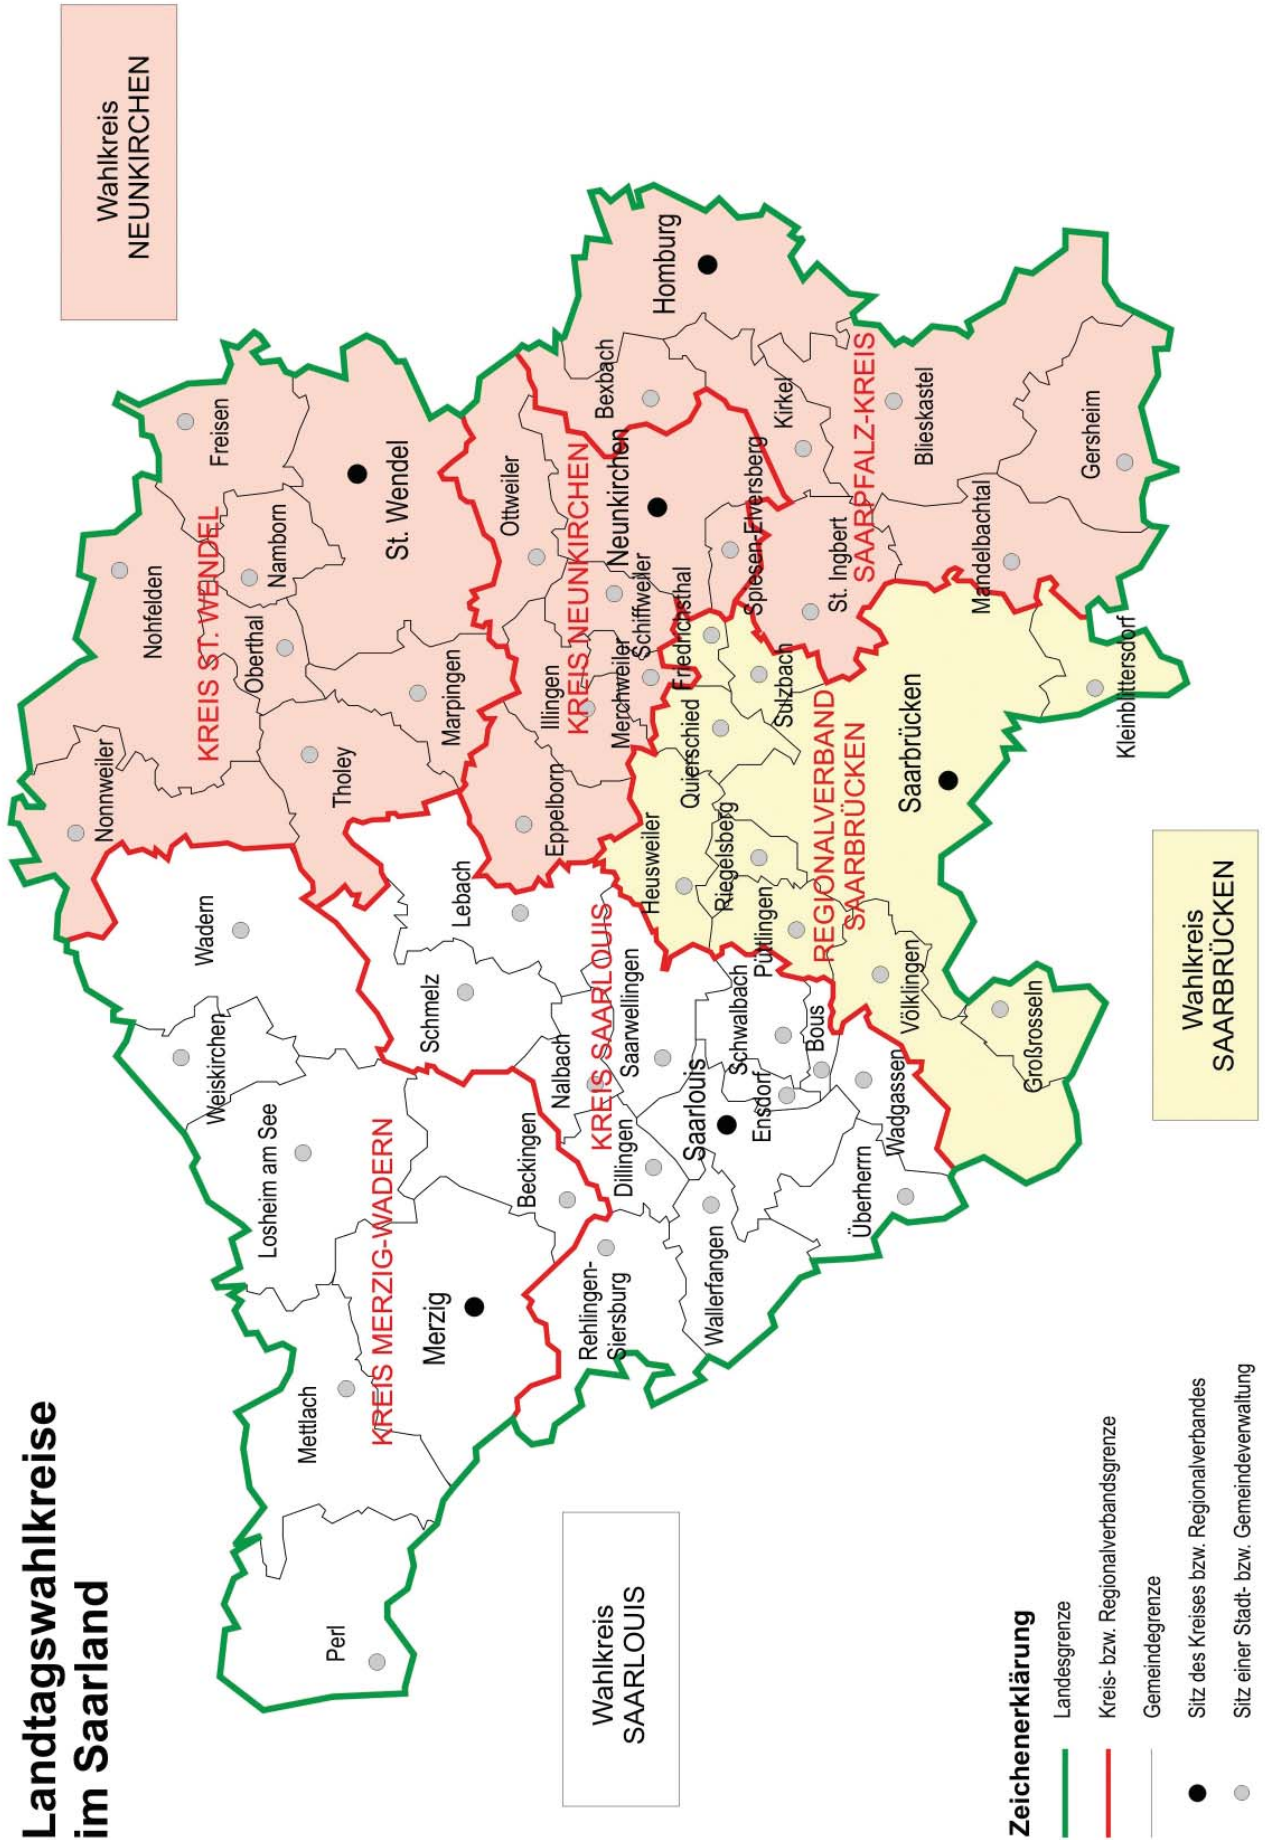 Landtagswahlkreise
im Saarland
Wahlkreis
NEUNKIRCHEN
Nonnweiler
Nohfelden
Freisen
KREIS ST. WENDEL
Oberthal
Namborn
St. Wendel
Tholey
Marpingen
Wadern
Weiskirchen
Losheim am See
Mettlach
Perl
KREIS MERZIG-WADERN
Merzig
Beckingen
Schmelz
Lebach
Eppelborn
Illingen
Ottweiler
KREIS NEUNKIRCHEN
Merchweiler
Schiffweiler
Neunkirchen
Bexbach
Homburg
Spiesen-Elversberg
Kirkel
St. Ingbert
SAARPFALZ-KREIS
Blieskastel
Mandelbachtal
Gersheim
Nalbach
KREIS SAARLOUIS
Saarwellingen
Dillingen
Rehlingen-
Siersburg
Saarlouis
Wallerfangen
Schwalbach
Ensdorf
Bous
Wadgassen
Überherrn
Heusweiler
Quierschied
Friedrichsthal
Sulzbach
Riegelsberg
Püttlingen
REGIONALVERBAND
SAARBRÜCKEN
Völklingen
Saarbrücken
Großrosseln
Kleinblittersdorf
Wahlkreis
SAARLOUIS
Wahlkreis
SAARBRÜCKEN
Zeichenerklärung
Landesgrenze
Kreis- bzw. Regionalverbandsgrenze
Gemeindegrenze
Sitz des Kreises bzw. Regionalverbandes
Sitz einer Stadt- bzw. Gemeindeverwaltung